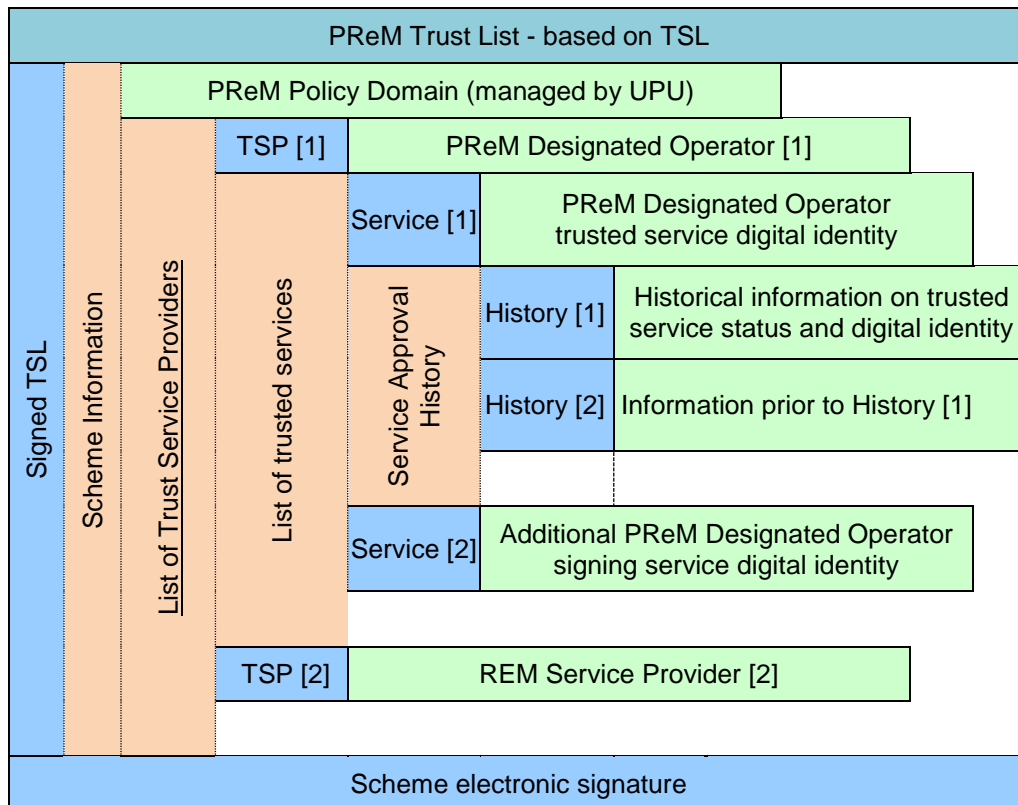 PReM Trust List - based on TSL
PReM Policy Domain (managed by UPU)
TSP [1]
PReM Designated Operator [1]
Service [1]
PReM Designated Operator
trusted service digital identity
History [1]
Historical information on trusted
service status and digital identity
History [2]
Information prior to History [1]
Service [2]
Additional PReM Designated Operator
signing service digital identity
TSP [2]
REM Service Provider [2]
Signed TSL
Scheme Information
List of Trust Service Providers
List of trusted services
Service Approval
History
Scheme electronic signature